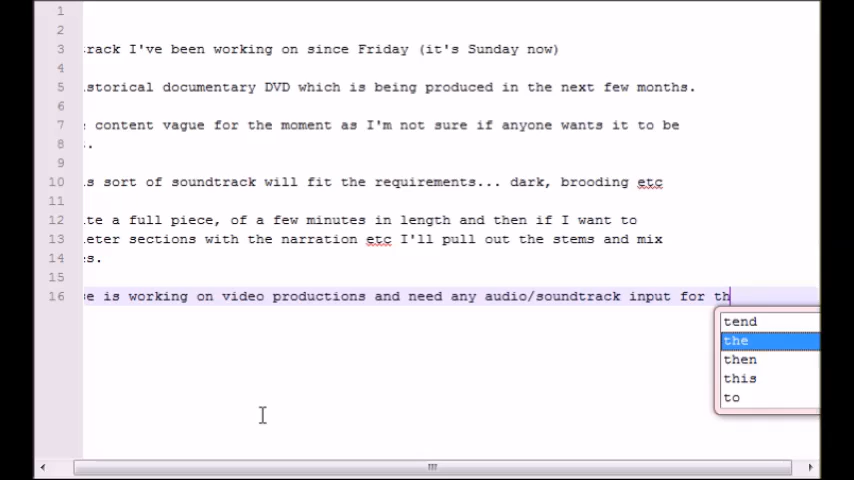 1
2
3 track I've been working on since Friday (it's Sunday now)
4
5 istorical documentary DVD which is being produced in the next few months.
6
7 content vague for the moment as I'm not sure if anyone wants it to be
8 .
9
10 s sort of soundtrack will fit the requirements... dark, brooding etc
11
12 te a full piece, of a few minutes in length and then if I want to
13 eter sections with the narration etc I'll pull out the stems and mix
14 s.
15
16 se is working on video productions and need any audio/soundtrack input for th
tend
the
then
this
to